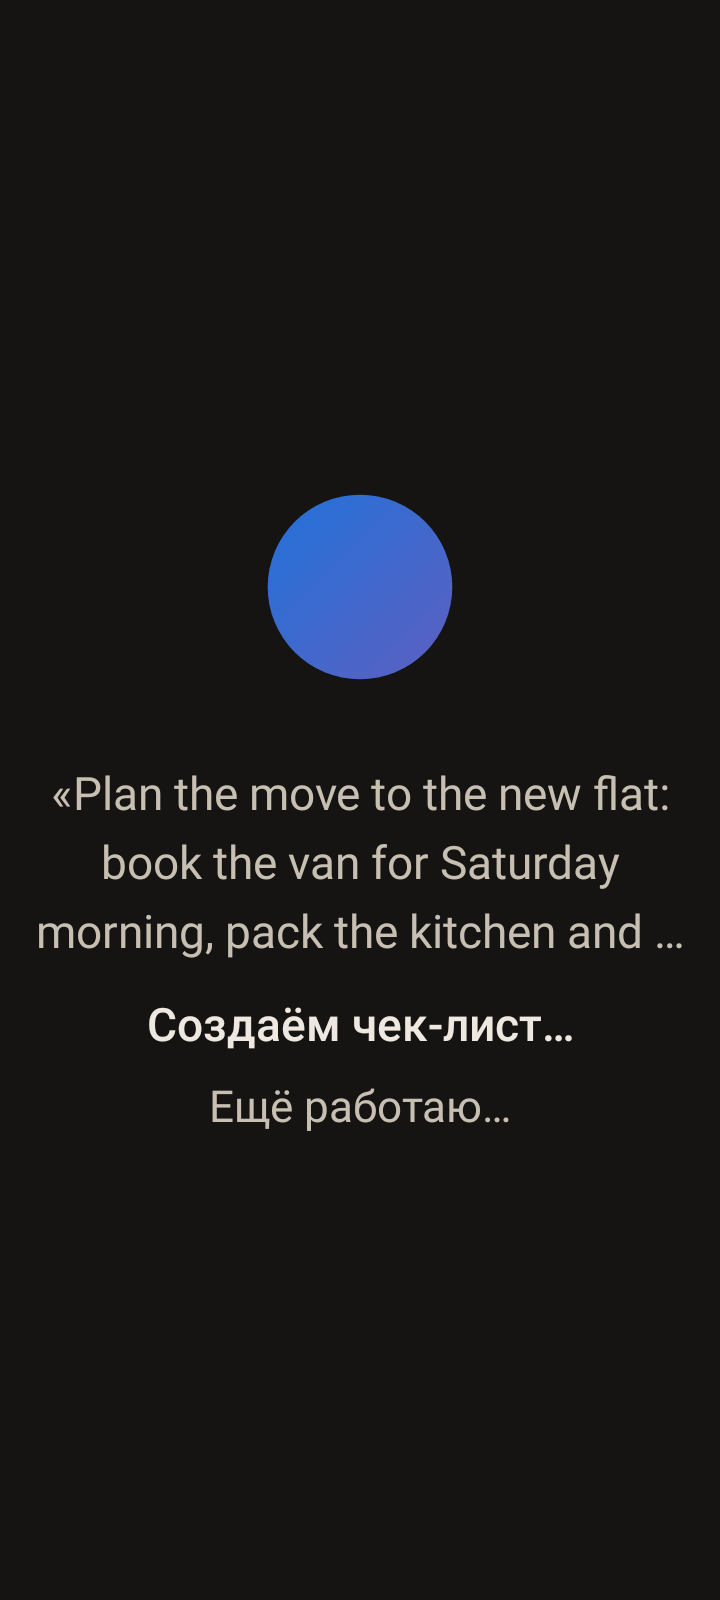 «Plan the move to the new flat:
book the van for Saturday
morning, pack the kitchen and …
Создаём чек-лист…
Ещё работаю…